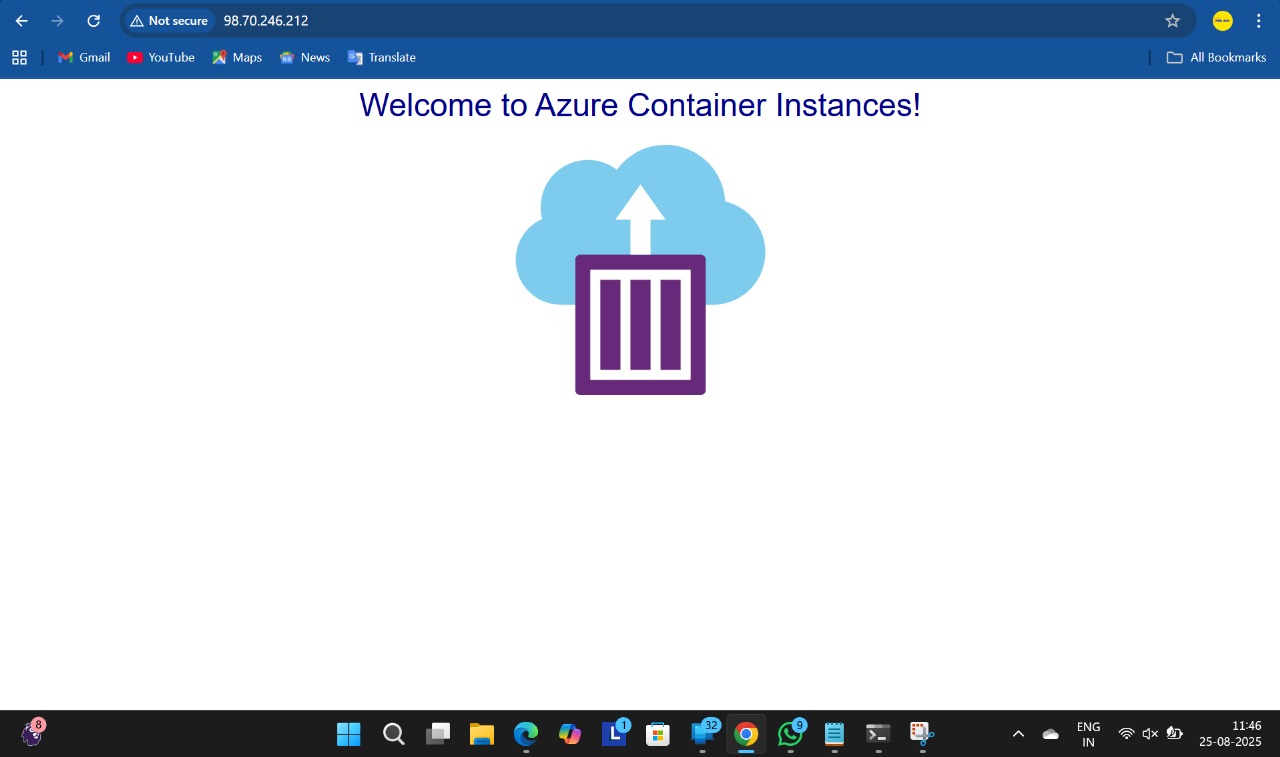 Not secure 98.70.246.212
Gmail YouTube Maps News Translate All Bookmarks
Welcome to Azure Container Instances!
8 1 32 9 ENG 11:46
IN 25-08-2025